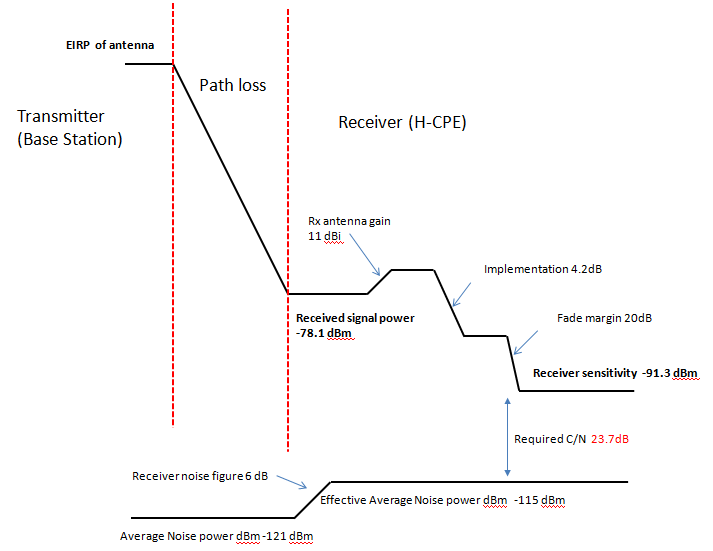 EIRP of antenna
Path loss
Transmitter
(Base Station)
Receiver (H-CPE)
Rx antenna gain
11 dBi
Implementation 4.2dB
Received signal power
-78.1 dBm
Fade margin 20dB
Receiver sensitivity -91.3 dBm
Required C/N 23.7dB
Receiver noise figure 6 dB
Effective Average Noise power dBm -115 dBm
Average Noise power dBm -121 dBm